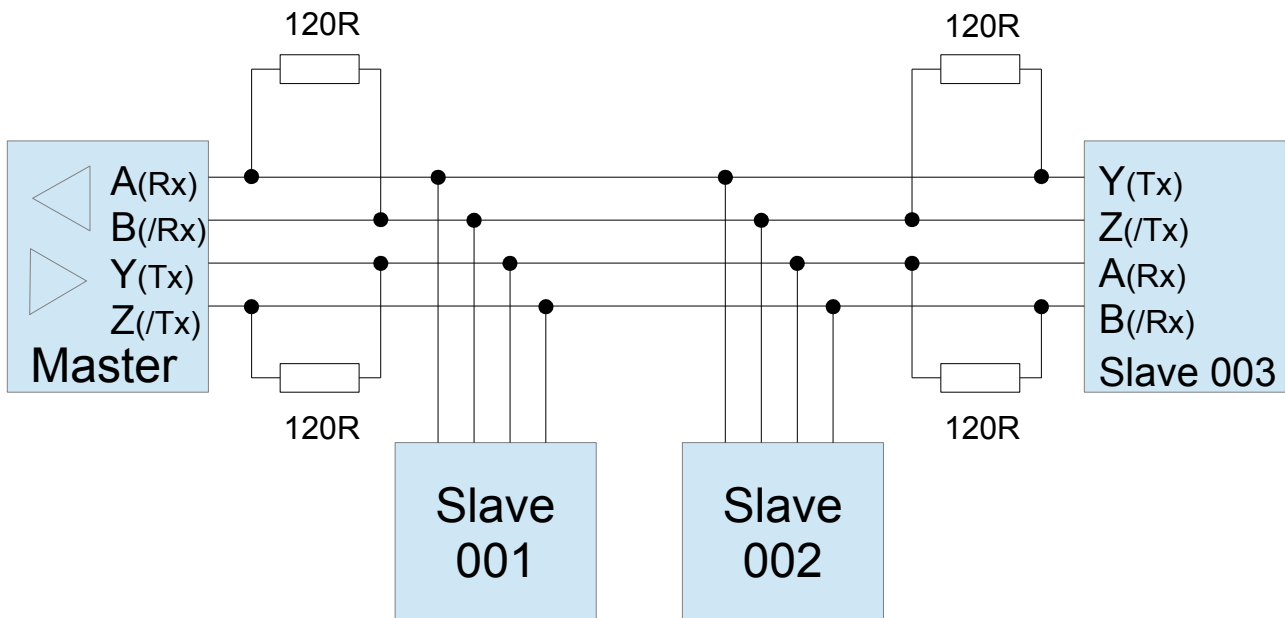 120R
120R
A(Rx)
B(/Rx)
Y(Tx)
Z(/Tx)
Master
Y(Tx)
Z(/Tx)
A(Rx)
B(/Rx)
Slave 003
120R
120R
Slave
001
Slave
002